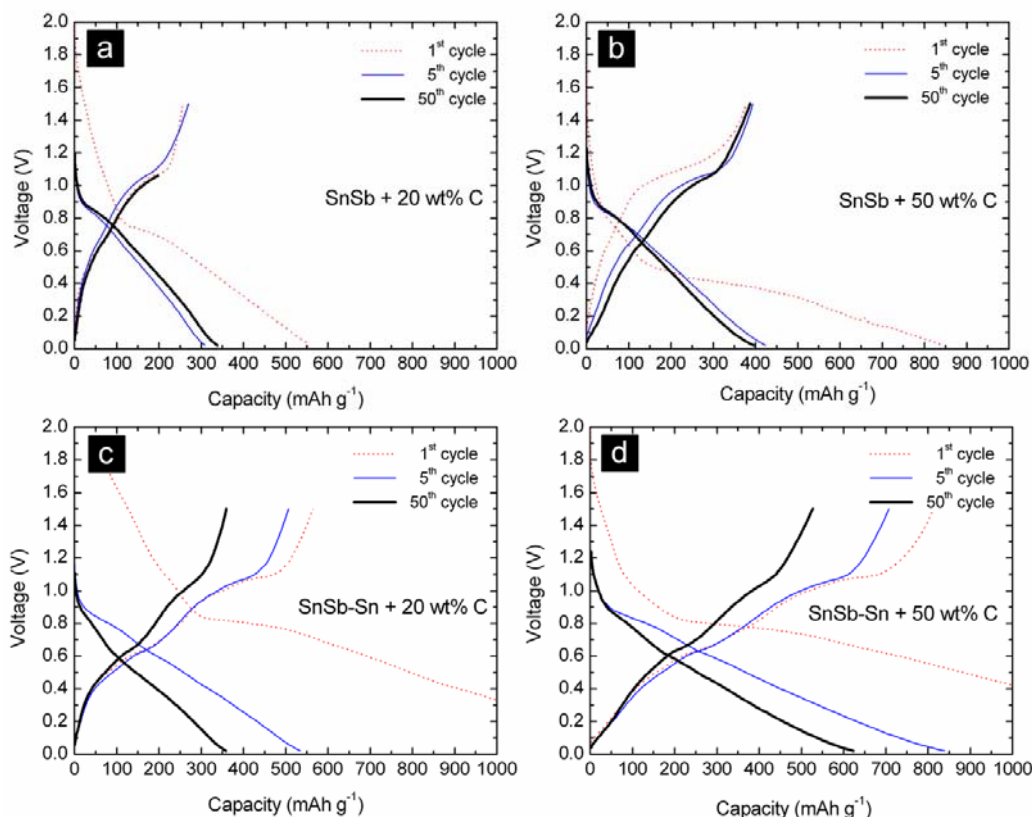 a
1st cycle
5th cycle
50th cycle
SnSb + 20 wt% C
Voltage (V)
2.0
1.8
1.6
1.4
1.2
1.0
0.8
0.6
0.4
0.2
0.0
0 100 200 300 400 500 600 700 800 900 1000
Capacity (mAh g-1)
b
1st cycle
5th cycle
50th cycle
SnSb + 50 wt% C
Voltage (V)
2.0
1.8
1.6
1.4
1.2
1.0
0.8
0.6
0.4
0.2
0.0
0 100 200 300 400 500 600 700 800 900 1000
Capacity (mAh g-1)
c
1st cycle
5th cycle
50th cycle
SnSb-Sn + 20 wt% C
Voltage (V)
2.0
1.8
1.6
1.4
1.2
1.0
0.8
0.6
0.4
0.2
0.0
0 100 200 300 400 500 600 700 800 900 1000
Capacity (mAh g-1)
d
1st cycle
5th cycle
50th cycle
SnSb-Sn + 50 wt% C
Voltage (V)
2.0
1.8
1.6
1.4
1.2
1.0
0.8
0.6
0.4
0.2
0.0
0 100 200 300 400 500 600 700 800 900 1000
Capacity (mAh g-1)